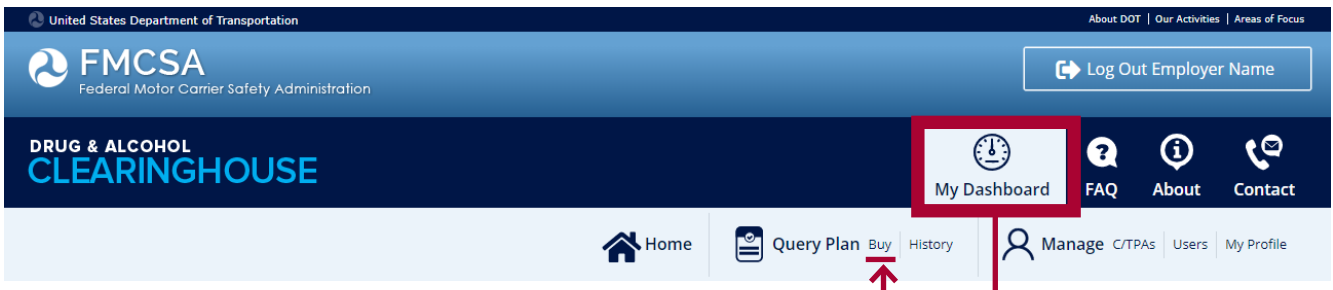 United States Department of Transportation
About DOT | Our Activities | Areas of Focus
FMCSA
Federal Motor Carrier Safety Administration
Log Out Employer Name
DRUG & ALCOHOL
CLEARINGHOUSE
My Dashboard
FAQ
About
Contact
Home
Query Plan Buy History
Manage C/TPAs Users My Profile